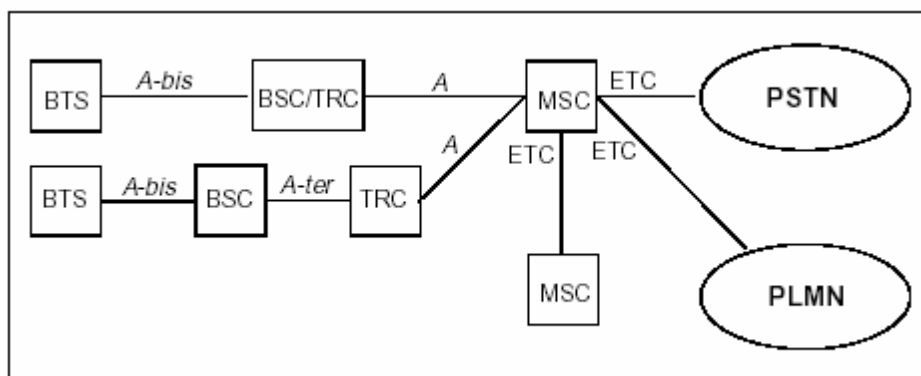 BTS
A-bis
BSC/TRC
A
MSC
ETC
PSTN
A
ETC
ETC
BTS
A-bis
BSC
A-ter
TRC
MSC
PLMN